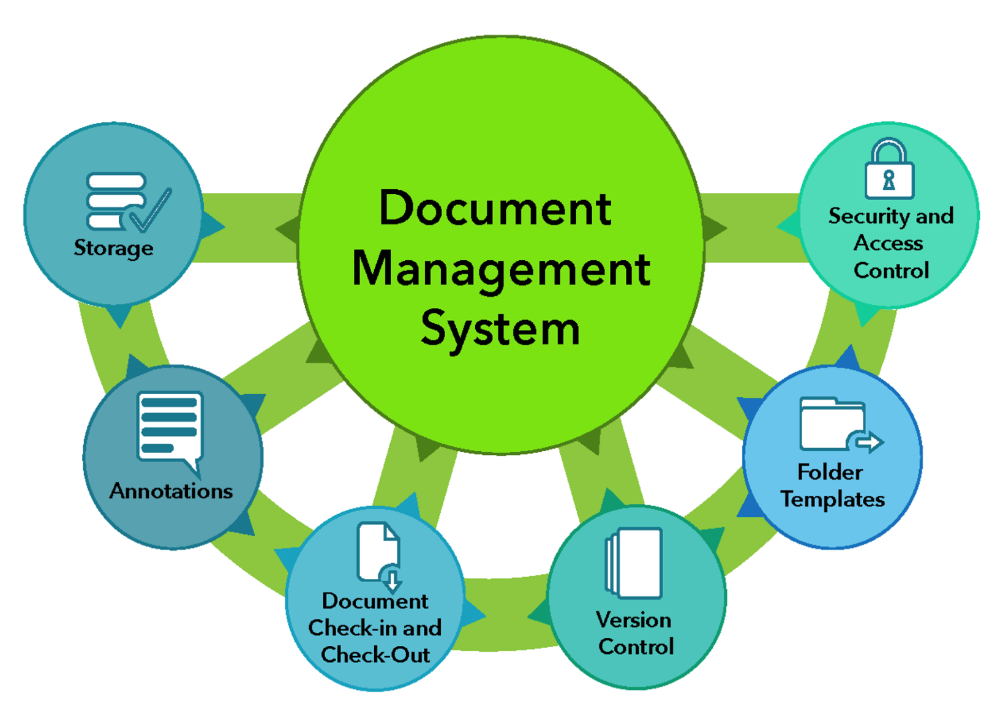 Document
Management
System
Storage
Annotations
Document
Check-in and
Check-Out
Version
Control
Folder
Templates
Security and
Access
Control